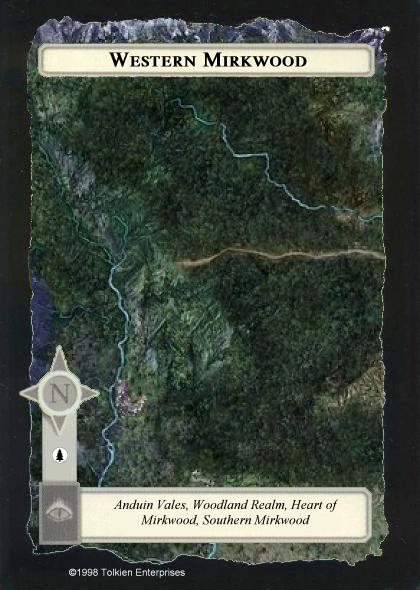 WESTERN MIRKWOOD
N
Anduin Vales, Woodland Realm, Heart of
Mirkwood, Southern Mirkwood
©1998 Tolkien Enterprises